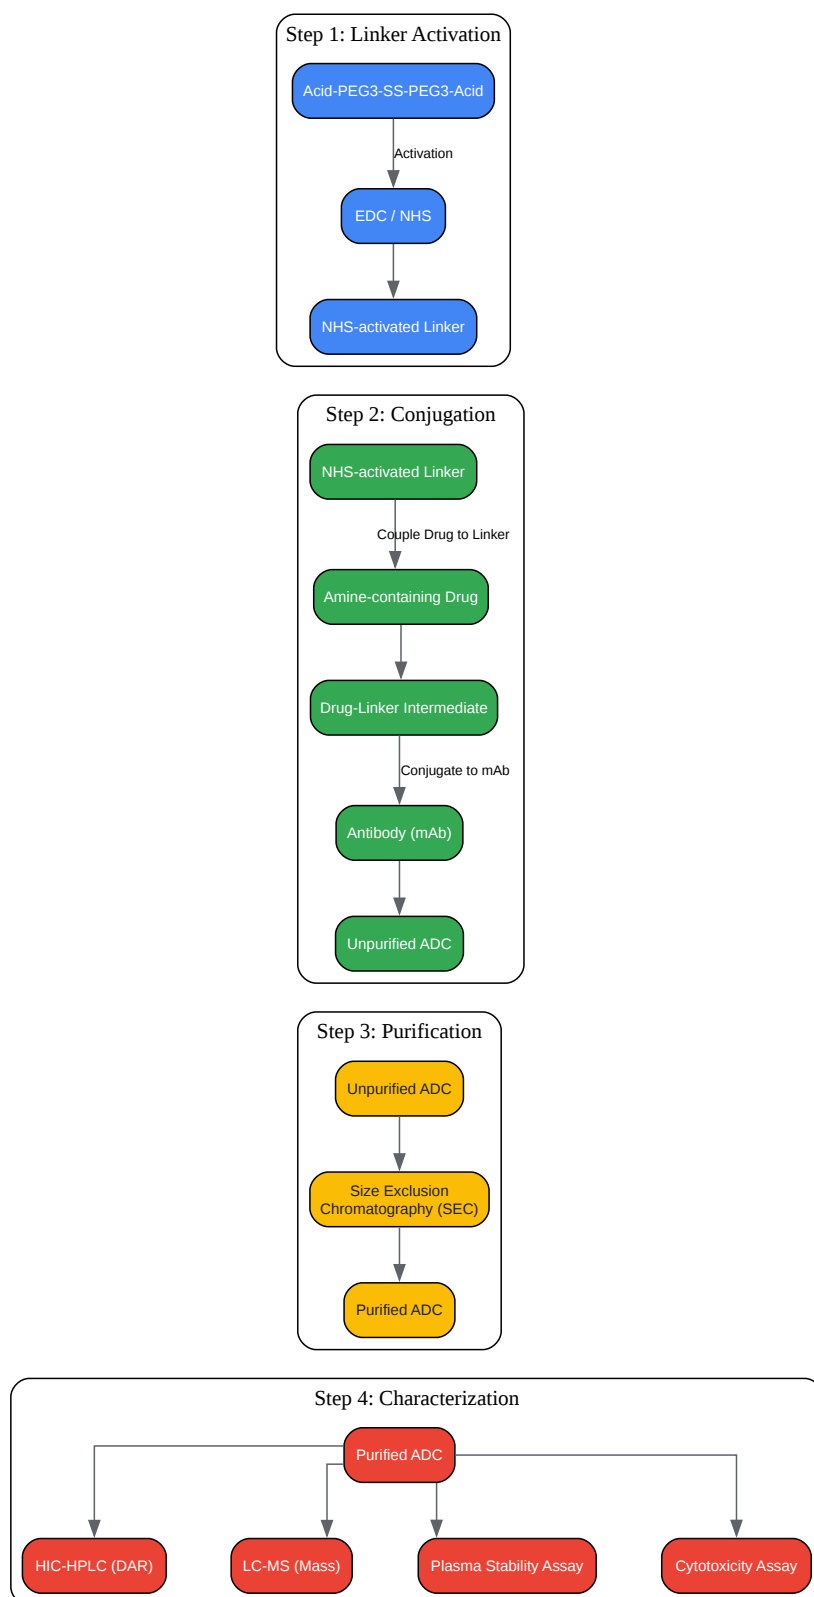 Step 1: Linker Activation
Acid-PEG3-SS-PEG3-Acid
Activation
EDC / NHS
NHS-activated Linker
Step 2: Conjugation
NHS-activated Linker
Couple Drug to Linker
Amine-containing Drug
Drug-Linker Intermediate
Conjugate to mAb
Antibody (mAb)
Unpurified ADC
Step 3: Purification
Unpurified ADC
Size Exclusion
Chromatography (SEC)
Purified ADC
Step 4: Characterization
Purified ADC
HIC-HPLC (DAR)
LC-MS (Mass)
Plasma Stability Assay
Cytotoxicity Assay